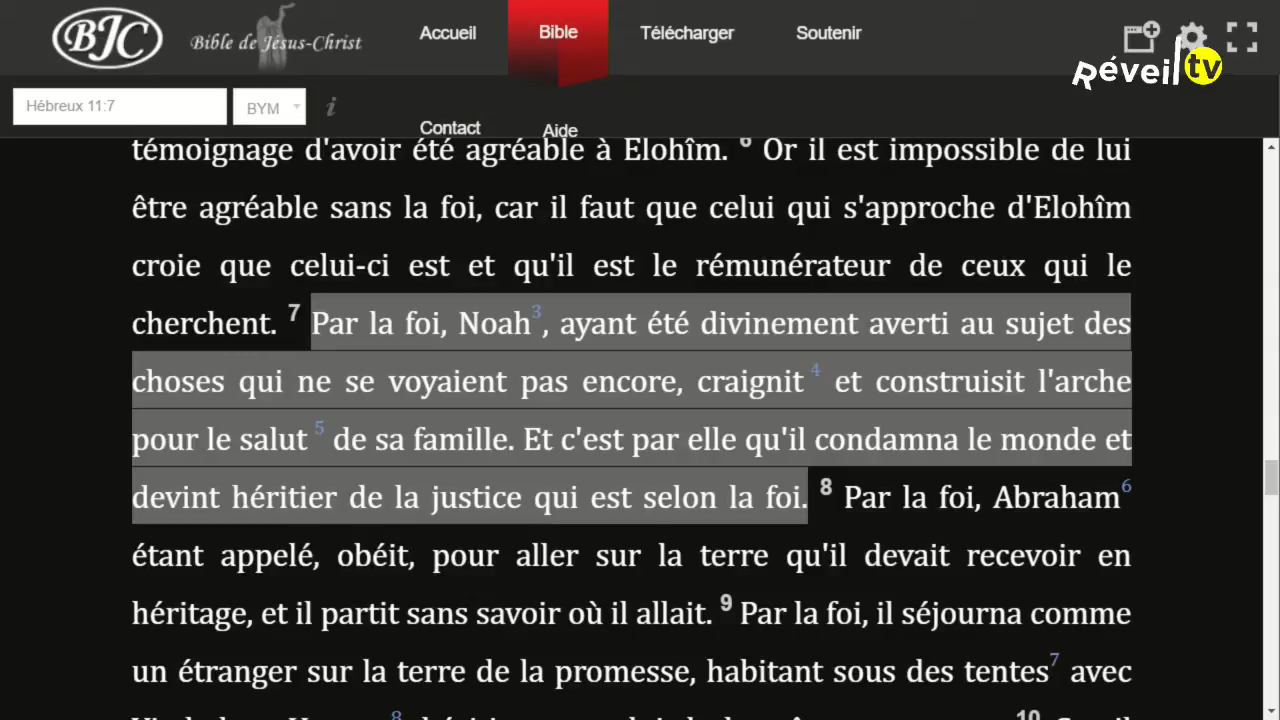 BJC Bible de Jésus-Christ Accueil Bible Télécharger Soutenir
Réveil tv
Hébreux 11:7 BYM i Contact Aide
témoignage d'avoir été agréable à Elohîm. 6 Or il est impossible de lui
être agréable sans la foi, car il faut que celui qui s'approche d'Elohîm
croie que celui-ci est et qu'il est le rémunérateur de ceux qui le
cherchent. 7 Par la foi, Noah3, ayant été divinement averti au sujet des
choses qui ne se voyaient pas encore, craignit 4 et construisit l'arche
pour le salut 5 de sa famille. Et c'est par elle qu'il condamna le monde et
devint héritier de la justice qui est selon la foi. 8 Par la foi, Abraham6
étant appelé, obéit, pour aller sur la terre qu'il devait recevoir en
héritage, et il partit sans savoir où il allait. 9 Par la foi, il séjourna comme
un étranger sur la terre de la promesse, habitant sous des tentes7 avec
8 10